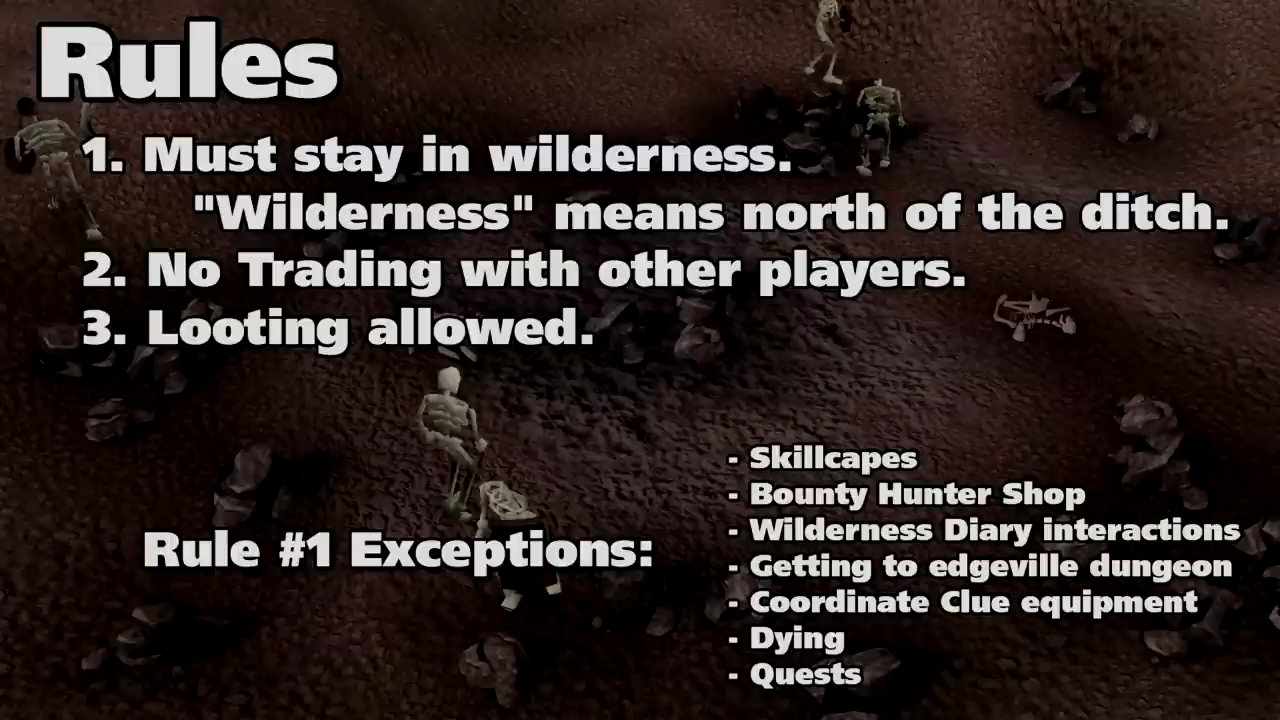 Rules
1. Must stay in wilderness.
"Wilderness" means north of the ditch.
2. No Trading with other players.
3. Looting allowed.
Rule #1 Exceptions:
- Skillcapes
- Bounty Hunter Shop
- Wilderness Diary interactions
- Getting to edgeville dungeon
- Coordinate Clue equipment
- Dying
- Quests